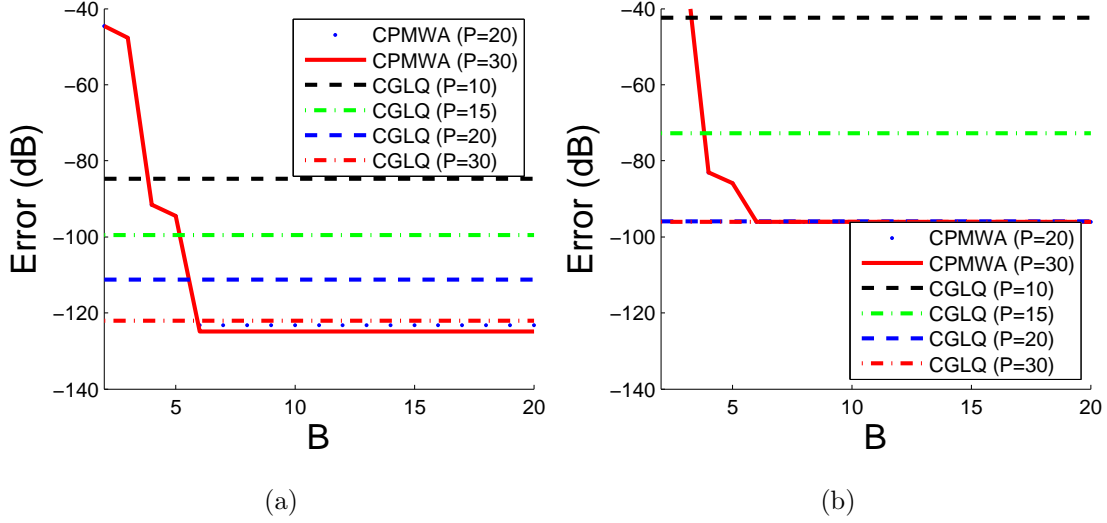 −40
−60
−80
−100
−120
−140
Error (dB)
5
10
15
20
B
CPMWA (P=20)
CPMWA (P=30)
CGLQ (P=10)
CGLQ (P=15)
CGLQ (P=20)
CGLQ (P=30)
(a)
−40
−60
−80
−100
−120
−140
Error (dB)
5
10
15
20
B
CPMWA (P=20)
CPMWA (P=30)
CGLQ (P=10)
CGLQ (P=15)
CGLQ (P=20)
CGLQ (P=30)
(b)